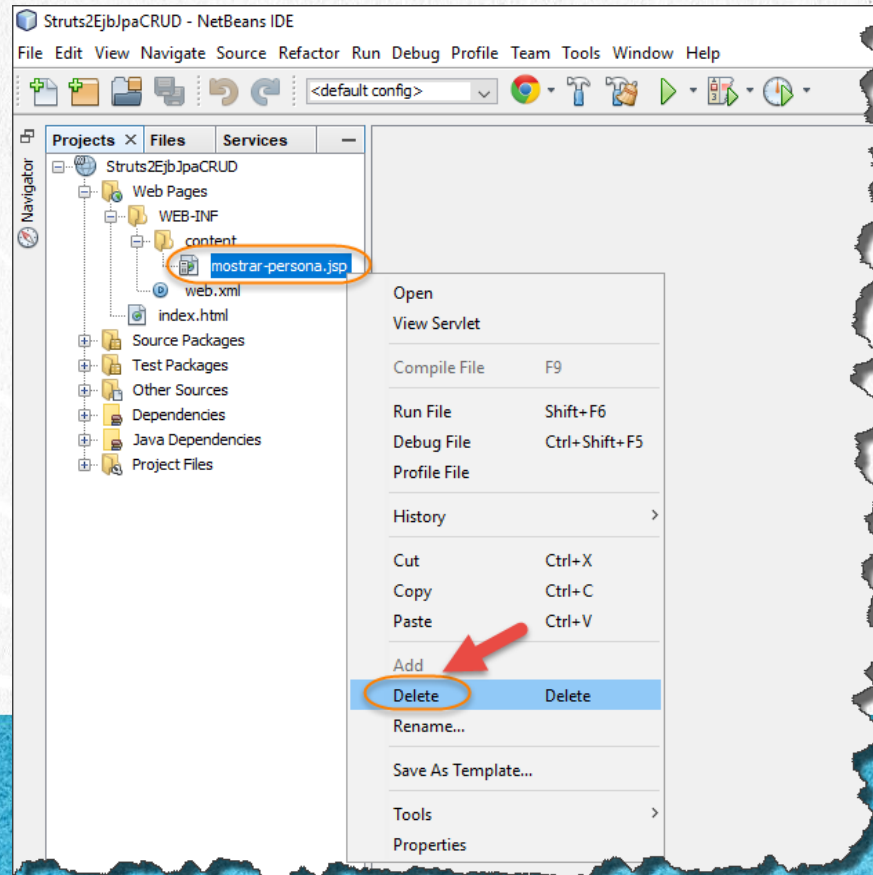 Struts2EjbJpaCRUD - NetBeans IDE
File Edit View Navigate Source Refactor Run Debug Profile Team Tools Window Help
<default config>
Projects Files Services
Navigator
Struts2EjbJpaCRUD
Web Pages
WEB-INF
content
mostrar-persona.jsp
web.xml
index.html
Source Packages
Test Packages
Other Sources
Dependencies
Java Dependencies
Project Files
Open
View Servlet
Compile File F9
Run File Shift+F6
Debug File Ctrl+Shift+F5
Profile File
History
Cut Ctrl+X
Copy Ctrl+C
Paste Ctrl+V
Add
Delete Delete
Rename...
Save As Template...
Tools
Properties